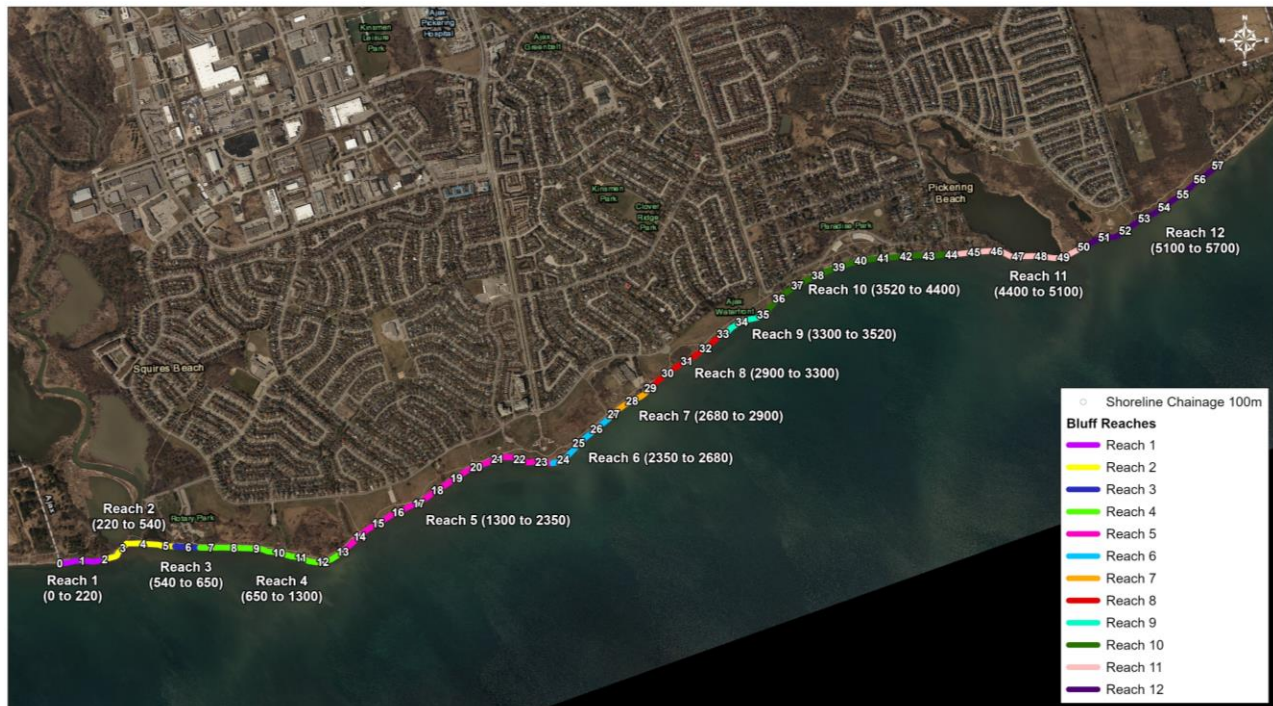 Kinsmen
Leisure
Park
Ajax
Pickering
Hospital
Ajax
Greenbelt
N
W E
S
Kinsmen
Park
Clover
Ridge
Park
Pickering
Beach
Paradise Park
Squires Beach
Ajax
Waterfront
Rotary Park
Ajax
0 1 2 3 4 5 6 7 8 9 10 11 12 13 14 15 16 17 18 19 20 21 22 23 24 25 26 27 28 29 30 31 32 33 34 35 36 37 38 39 40 41 42 43 44 45 46 47 48 49 50 51 52 53 54 55 56 57
Reach 1
(0 to 220)
Reach 2
(220 to 540)
Reach 3
(540 to 650)
Reach 4
(650 to 1300)
Reach 5 (1300 to 2350)
Reach 6 (2350 to 2680)
Reach 7 (2680 to 2900)
Reach 8 (2900 to 3300)
Reach 9 (3300 to 3520)
Reach 10 (3520 to 4400)
Reach 11
(4400 to 5100)
Reach 12
(5100 to 5700)
Shoreline Chainage 100m
Bluff Reaches
Reach 1
Reach 2
Reach 3
Reach 4
Reach 5
Reach 6
Reach 7
Reach 8
Reach 9
Reach 10
Reach 11
Reach 12